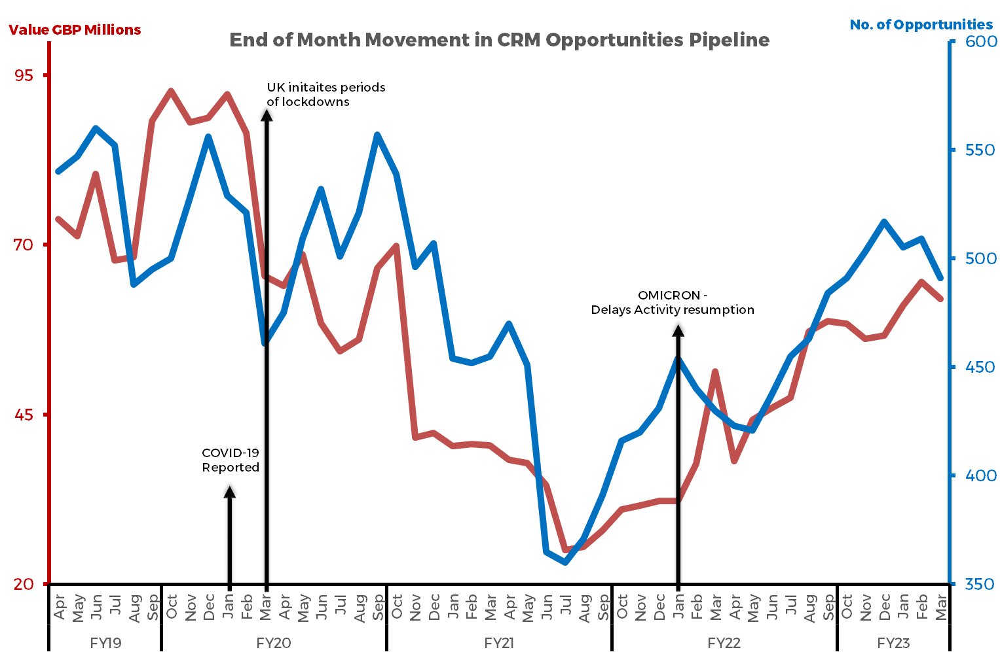 Value GBP Millions
No. of Opportunities
End of Month Movement in CRM Opportunities Pipeline
600
95
UK initaites periods
of lockdowns
550
70
500
OMICRON -
Delays Activity resumption
450
45
COVID-19
Reported
400
20
350
Apr May Jun Jul Aug Sep Oct Nov Dec Jan Feb Mar Apr May Jun Jul Aug Sep Oct Nov Dec Jan Feb Mar Apr May Jun Jul Aug Sep Oct Nov Dec Jan Feb Mar Apr May Jun Jul Aug Sep Oct Nov Dec Jan Feb Mar
FY19 FY20 FY21 FY22 FY23